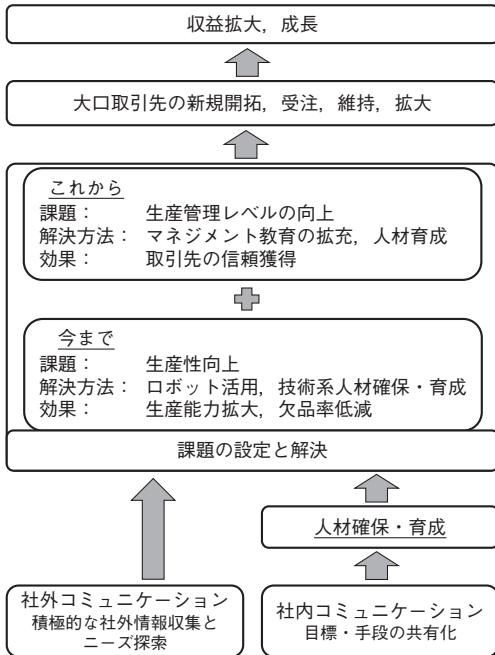 収益拡大，成長
大口取引先の新規開拓，受注，維持，拡大
これから
課題： 生産管理レベルの向上
解決方法： マネジメント教育の拡充，人材育成
効果： 取引先の信頼獲得
今まで
課題： 生産性向上
解決方法： ロボット活用，技術系人材確保・育成
効果： 生産能力拡大，欠品率低減
課題の設定と解決
人材確保・育成
社外コミュニケーション
積極的な社外情報収集と
ニーズ探索
社内コミュニケーション
目標・手段の共有化